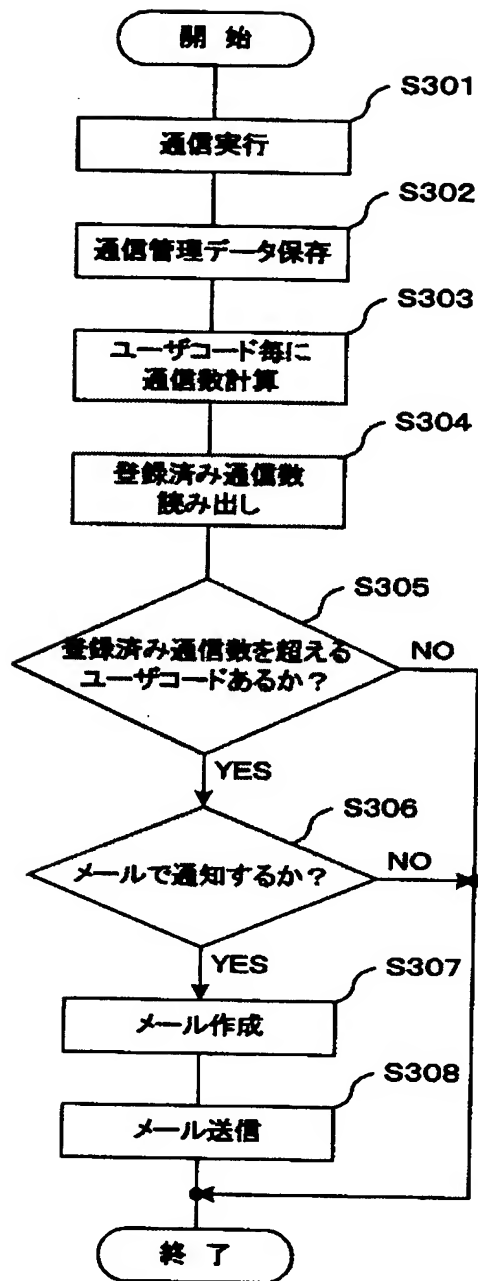 開始
S301
通信実行
S302
通信管理データ保存
S303
ユーザコード毎に
通信数計算
S304
登録済み通信数
読み出し
S305
登録済み通信数を超える
ユーザコードあるか？
NO
YES
S306
メールで通知するか？
NO
YES
S307
メール作成
S308
メール送信
終了